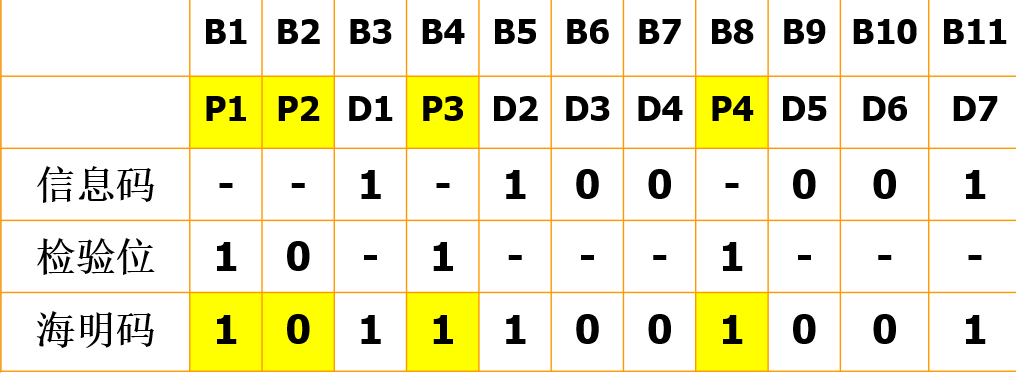 B1 B2 B3 B4 B5 B6 B7 B8 B9 B10 B11
P1 P2 D1 P3 D2 D3 D4 P4 D5 D6 D7
信息码 - - 1 - 1 0 0 - 0 0 1
检验位 1 0 - 1 - - - 1 - - -
海明码 1 0 1 1 1 0 0 1 0 0 1